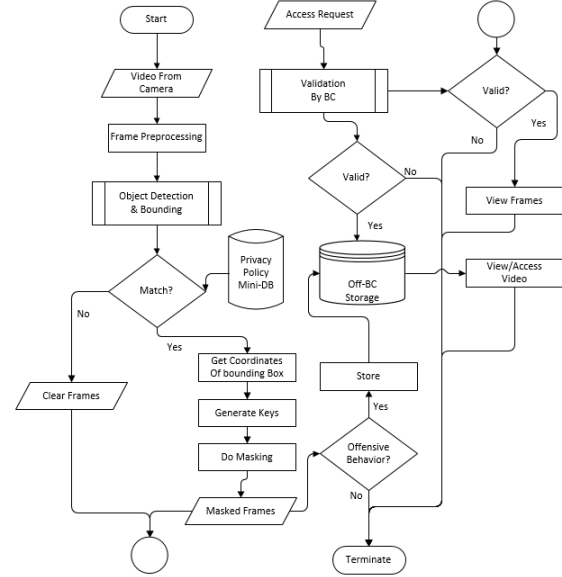 Start
Video From
Camera
Frame Preprocessing
Object Detection
& Bounding
Privacy
Policy
Mini-DB
Match?
No
Yes
Clear Frames
Get Coordinates
Of bounding Box
Generate Keys
Do Masking
Masked Frames
Access Request
Validation
By BC
Valid?
No
Yes
Off-BC
Storage
Store
Yes
Offensive
Behavior?
No
Terminate
Valid?
No
Yes
View Frames
View/Access
Video